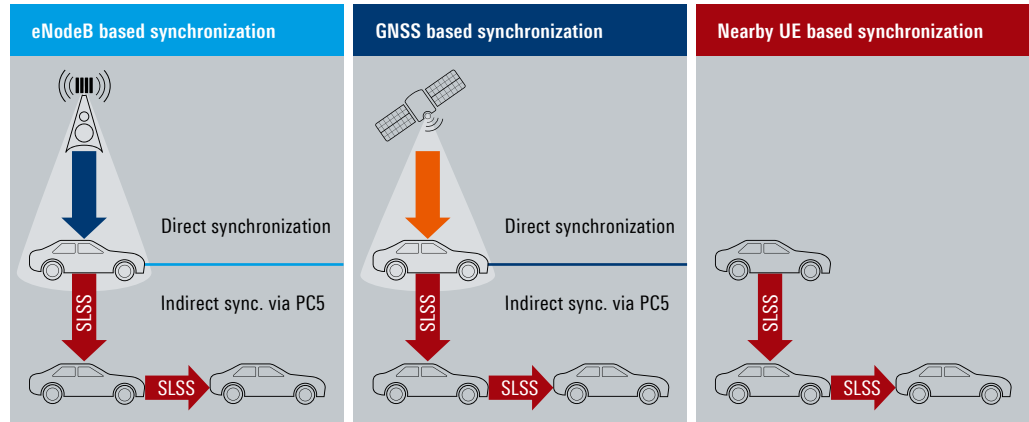 eNodeB based synchronization
GNSS based synchronization
Nearby UE based synchronization
Direct synchronization
Direct synchronization
Indirect sync. via PC5
Indirect sync. via PC5
SLSS
SLSS
SLSS
SLSS
SLSS
SLSS